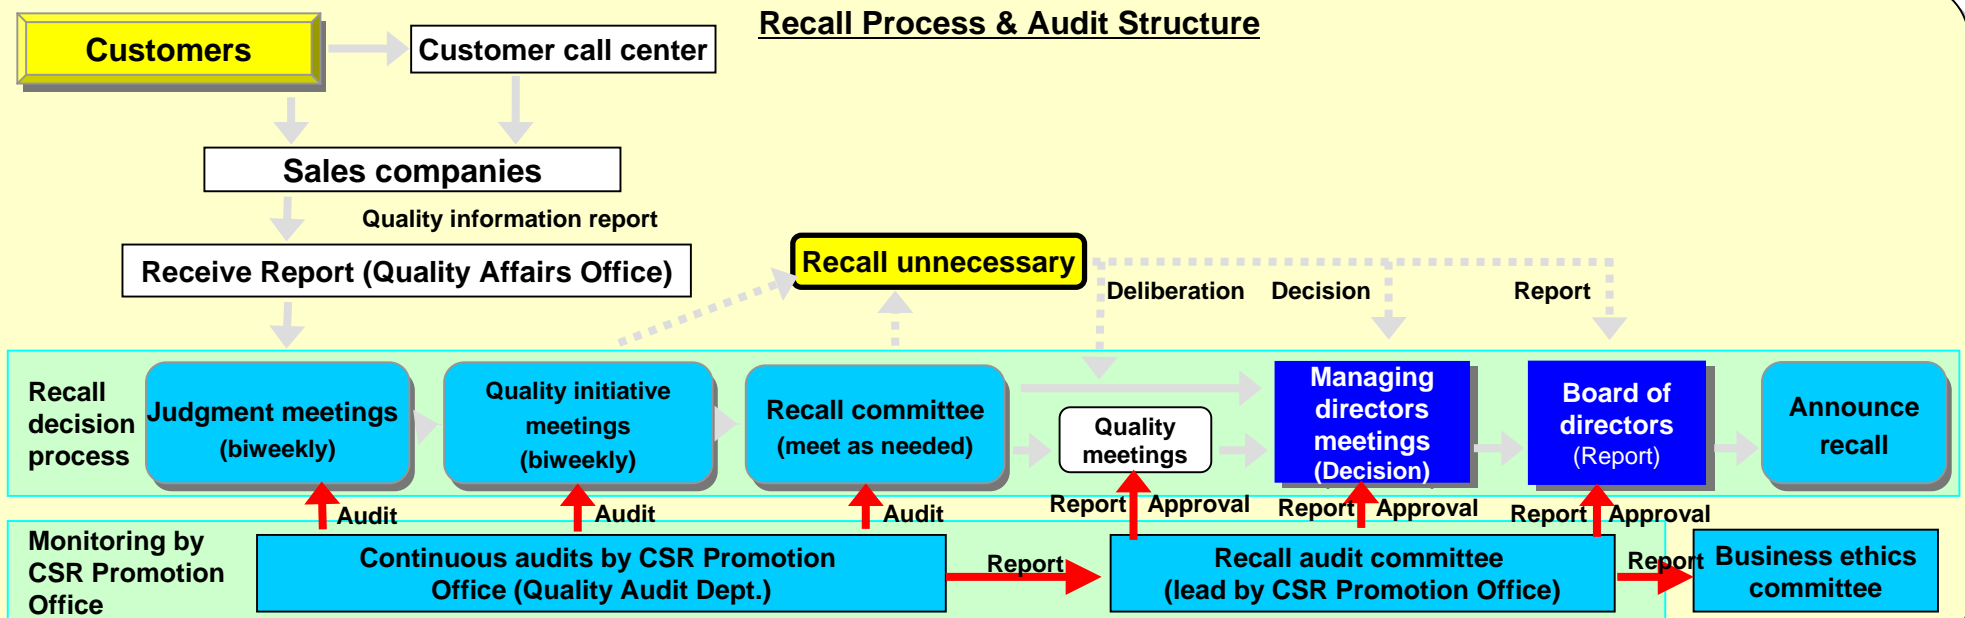 Recall Process & Audit Structure
Customers
Customer call center
Sales companies
Quality information report
Receive Report (Quality Affairs Office)
Recall unnecessary
Deliberation
Decision
Report
Recall
decision
process
Judgment meetings
(biweekly)
Quality initiative
meetings
(biweekly)
Recall committee
(meet as needed)
Quality
meetings
Managing
directors
meetings
(Decision)
Board of
directors
(Report)
Announce
recall
Audit
Audit
Audit
Report
Approval
Report
Approval
Report
Approval
Monitoring by
CSR Promotion
Office
Continuous audits by CSR Promotion
Office (Quality Audit Dept.)
Report
Recall audit committee
(lead by CSR Promotion Office)
Report
Business ethics
committee